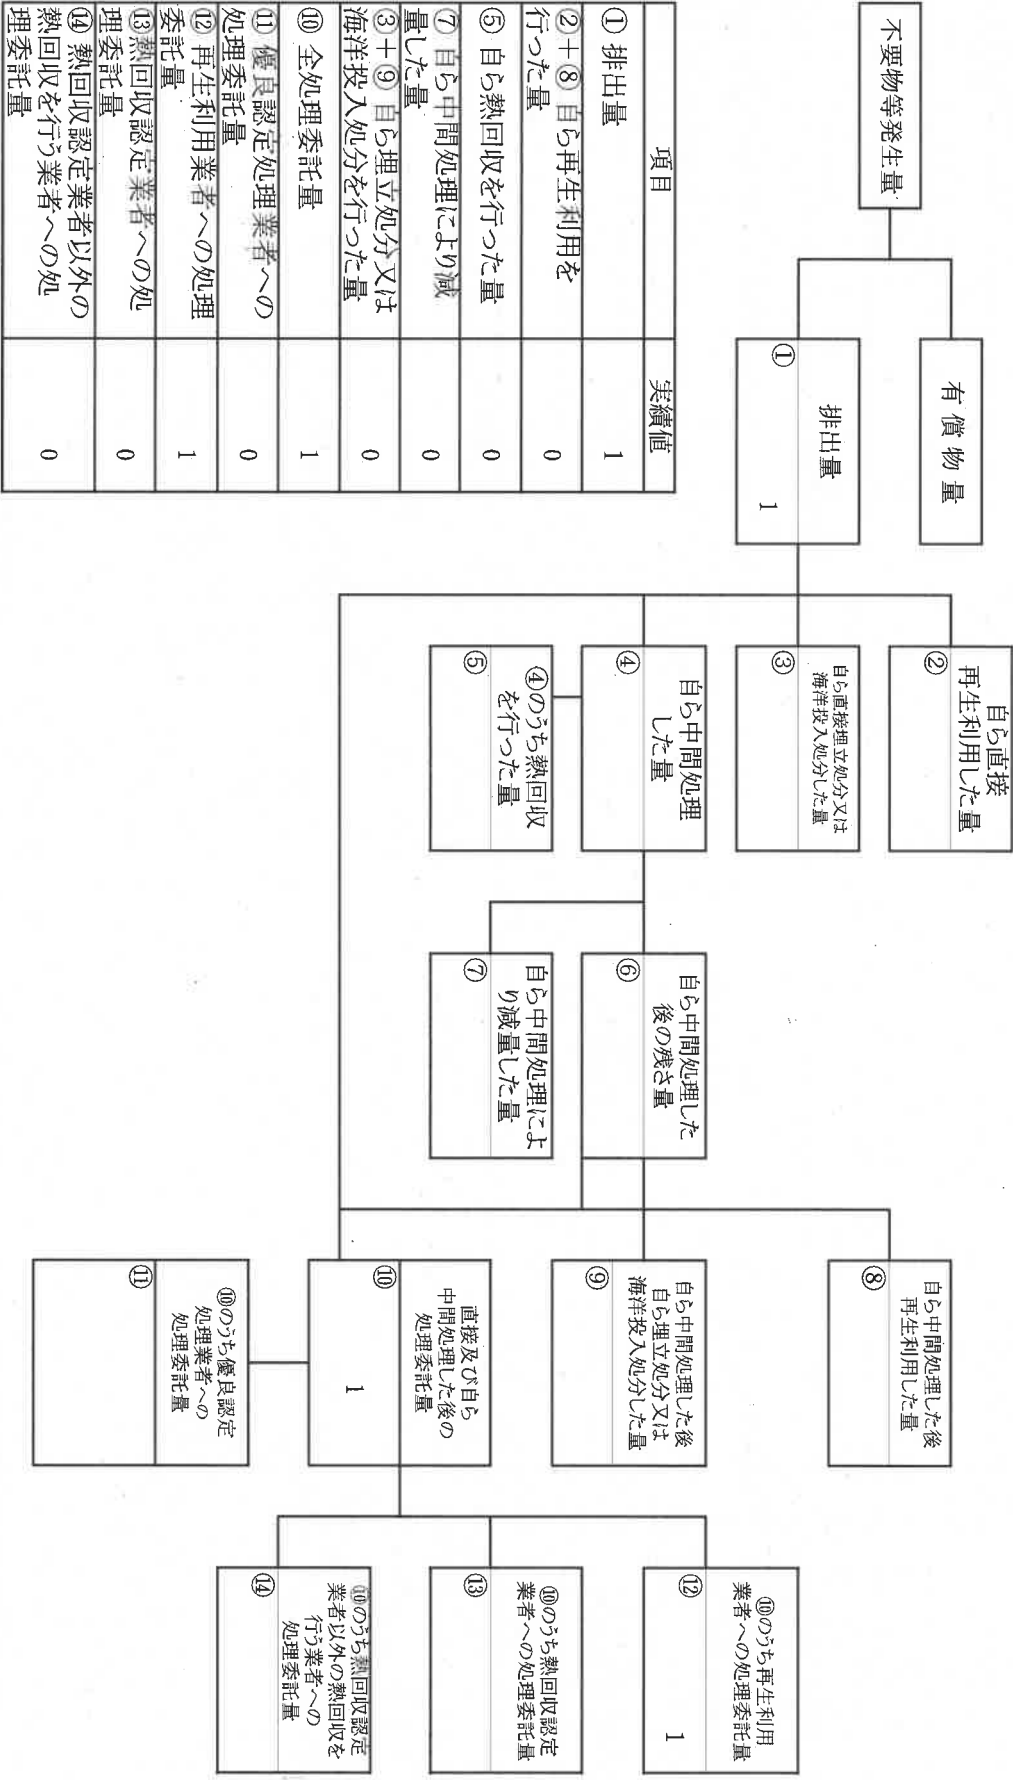 不要物等発生量
有償物量
排出量
①
1
自ら直接
再生利用した量
②
自ら直接埋立処分又は
海洋投入処分した量
③
自ら中間処理
した量
④
④のうち熱回収
を行った量
⑤
自ら中間処理した
後の残さ量
⑥
自ら中間処理によ
り減量した量
⑦
自ら中間処理した後
再生利用した量
⑧
自ら中間処理した後
自ら埋立処分又は
海洋投入処分した量
⑨
直接及び自ら
中間処理した後の
処理委託量
⑩
1
⑩のうち優良認定
処理業者への
処理委託量
⑪
⑩のうち再生利用
業者への処理委託量
⑫
1
⑩のうち熱回収認定
業者への処理委託量
⑬
⑩のうち熱回収認定
業者以外の熱回収を
行う業者への
処理委託量
⑭
項目 実績値
① 排出量 1
②+⑧ 自ら再生利用を
行った量 0
⑤ 自ら熱回収を行った量 0
⑦ 自ら中間処理により減
量した量 0
③+⑨ 自ら埋立処分又は
海洋投入処分を行った量 0
⑩ 全処理委託量 1
⑪ 優良認定処理業者への
処理委託量 0
⑫ 再生利用業者への処理
委託量 1
⑬熱回収認定業者への処
理委託量 0
⑭ 熱回収認定業者以外の
熱回収を行う業者への処
理委託量 0